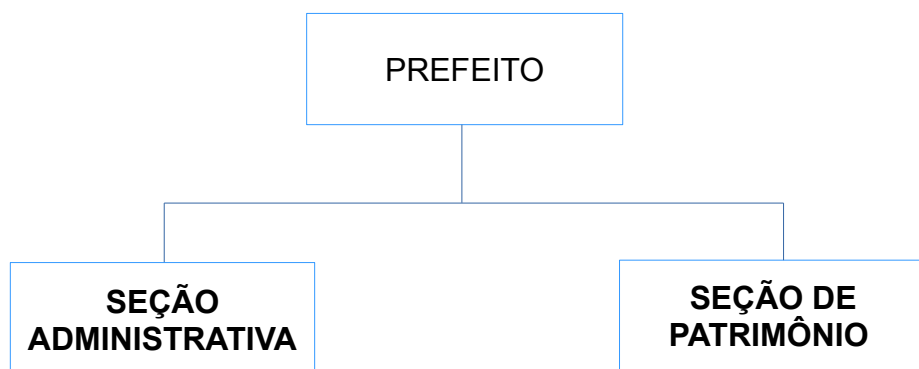 PREFEITO
SEÇÃO
ADMINISTRATIVA
SEÇÃO DE
PATRIMÔNIO